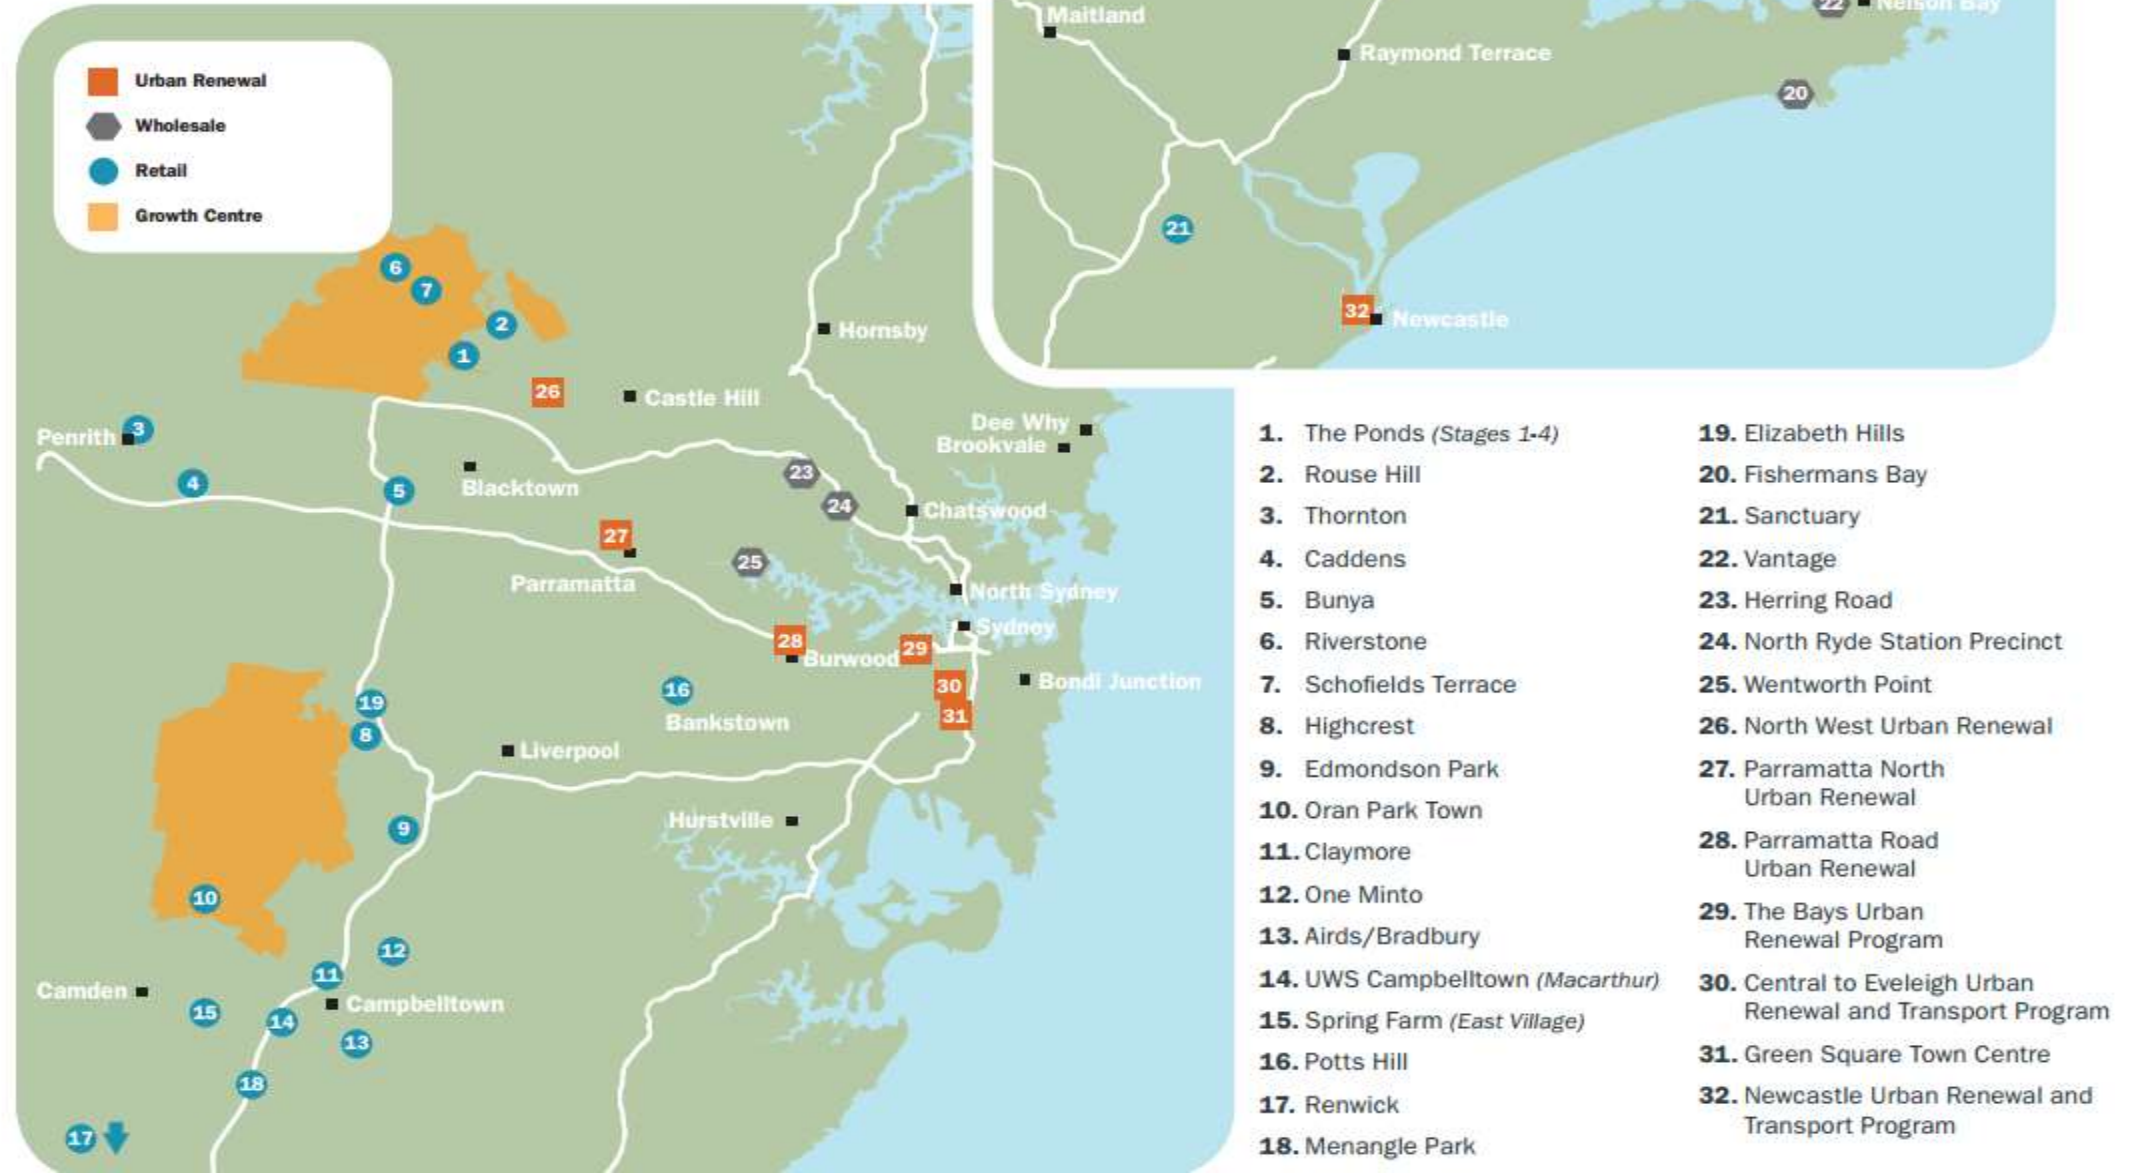 Urban Renewal
Wholesale
Retail
Growth Centre
Maitland
Raymond Terrace
22
Nelson Bay
20
21
32
Newcastle
6
7
2
1
Hornsby
26
Castle Hill
Penrith
3
Dee Why
Brookvale
4
5
Blacktown
23
24
Chatswood
27
25
Parramatta
North Sydney
Sydney
28
Burwood
29
30
Bondi Junction
16
19
31
Bankstown
8
Liverpool
9
Hurstville
10
12
11
Camden
Campbelltown
15
14
13
18
17
1. The Ponds (Stages 1-4)
2. Rouse Hill
3. Thornton
4. Caddens
5. Bunya
6. Riverstone
7. Schofields Terrace
8. Highcrest
9. Edmondson Park
10. Oran Park Town
11. Claymore
12. One Minto
13. Airds/Bradbury
14. UWS Campbelltown (Macarthur)
15. Spring Farm (East Village)
16. Potts Hill
17. Renwick
18. Menangle Park
19. Elizabeth Hills
20. Fishermans Bay
21. Sanctuary
22. Vantage
23. Herring Road
24. North Ryde Station Precinct
25. Wentworth Point
26. North West Urban Renewal
27. Parramatta North
Urban Renewal
28. Parramatta Road
Urban Renewal
29. The Bays Urban
Renewal Program
30. Central to Eveleigh Urban
Renewal and Transport Program
31. Green Square Town Centre
32. Newcastle Urban Renewal and
Transport Program